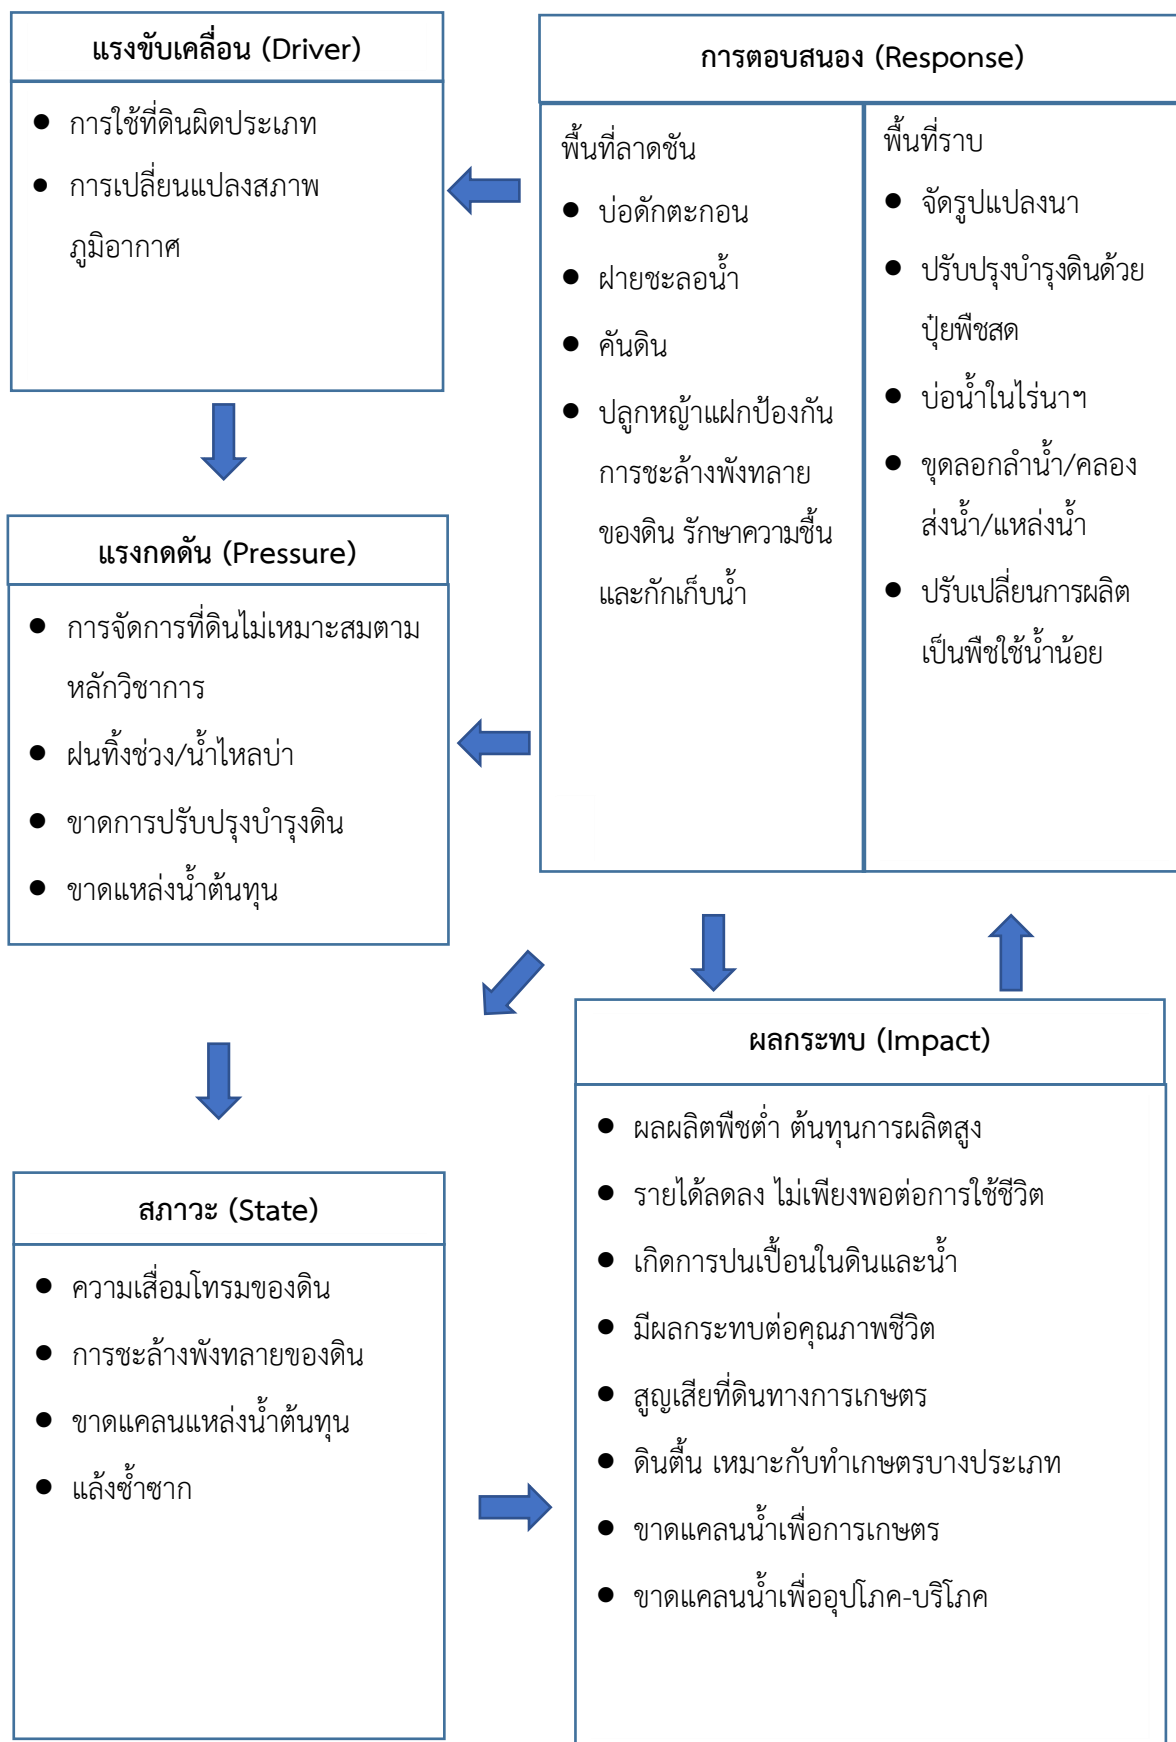 แรงขับเคลื่อน (Driver)
● การใช้ที่ดินผิดประเภท
● การเปลี่ยนแปลงสภาพ
ภูมิอากาศ
การตอบสนอง (Response)
พื้นที่ลาดชัน
● บ่อดักตะกอน
● ฝายชะลอน้ำ
● คันดิน
● ปลูกหญ้าแฝกป้องกัน
การชะล้างพังทลาย
ของดิน รักษาความชื้น
และกักเก็บน้ำ
พื้นที่ราบ
● จัดรูปแปลงนา
● ปรับปรุงบำรุงดินด้วย
ปุ๋ยพืชสด
● บ่อน้ำในไร่นาฯ
● ขุดลอกลำน้ำ/คลอง
ส่งน้ำ/แหล่งน้ำ
● ปรับเปลี่ยนการผลิต
เป็นพืชใช้น้ำน้อย
แรงกดดัน (Pressure)
● การจัดการที่ดินไม่เหมาะสมตาม
หลักวิชาการ
● ฝนทิ้งช่วง/น้ำไหลบ่า
● ขาดการปรับปรุงบำรุงดิน
● ขาดแหล่งน้ำต้นทุน
สภาวะ (State)
● ความเสื่อมโทรมของดิน
● การชะล้างพังทลายของดิน
● ขาดแคลนแหล่งน้ำต้นทุน
● แล้งซ้ำซาก
ผลกระทบ (Impact)
● ผลผลิตพืชต่ำ ต้นทุนการผลิตสูง
● รายได้ลดลง ไม่เพียงพอต่อการใช้ชีวิต
● เกิดการปนเปื้อนในดินและน้ำ
● มีผลกระทบต่อคุณภาพชีวิต
● สูญเสียที่ดินทางการเกษตร
● ดินตื้น เหมาะกับทำเกษตรบางประเภท
● ขาดแคลนน้ำเพื่อการเกษตร
● ขาดแคลนน้ำเพื่ออุปโภค-บริโภค